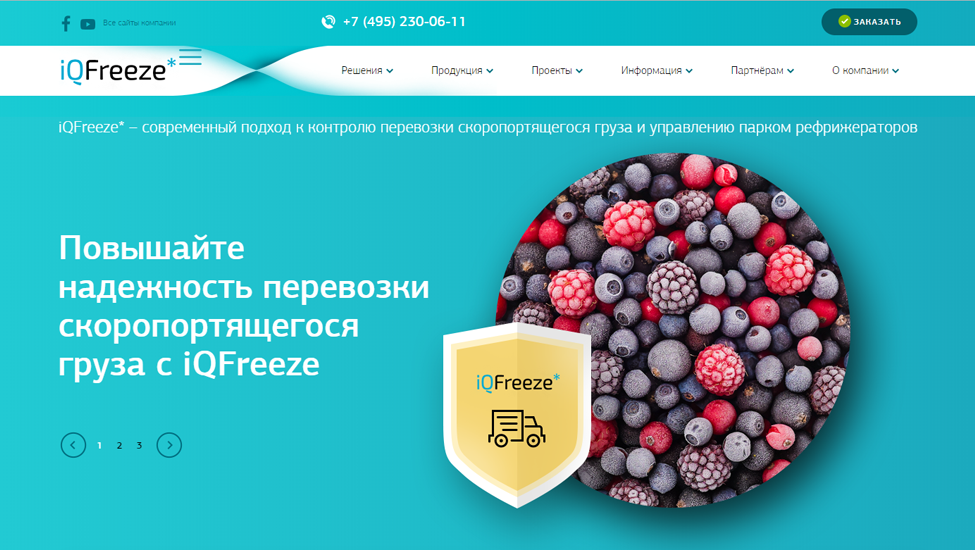 Все сайты компании
+7 (495) 230-06-11
ЗАКАЗАТЬ
iQFreeze*
Решения
Продукция
Проекты
Информация
Партнёрам
О компании
iQFreeze* – современный подход к контролю перевозки скоропортящегося груза и управлению парком рефрижераторов
Повышайте
надежность перевозки
скоропортящегося
груза с iQFreeze
iQFreeze*
1 2 3